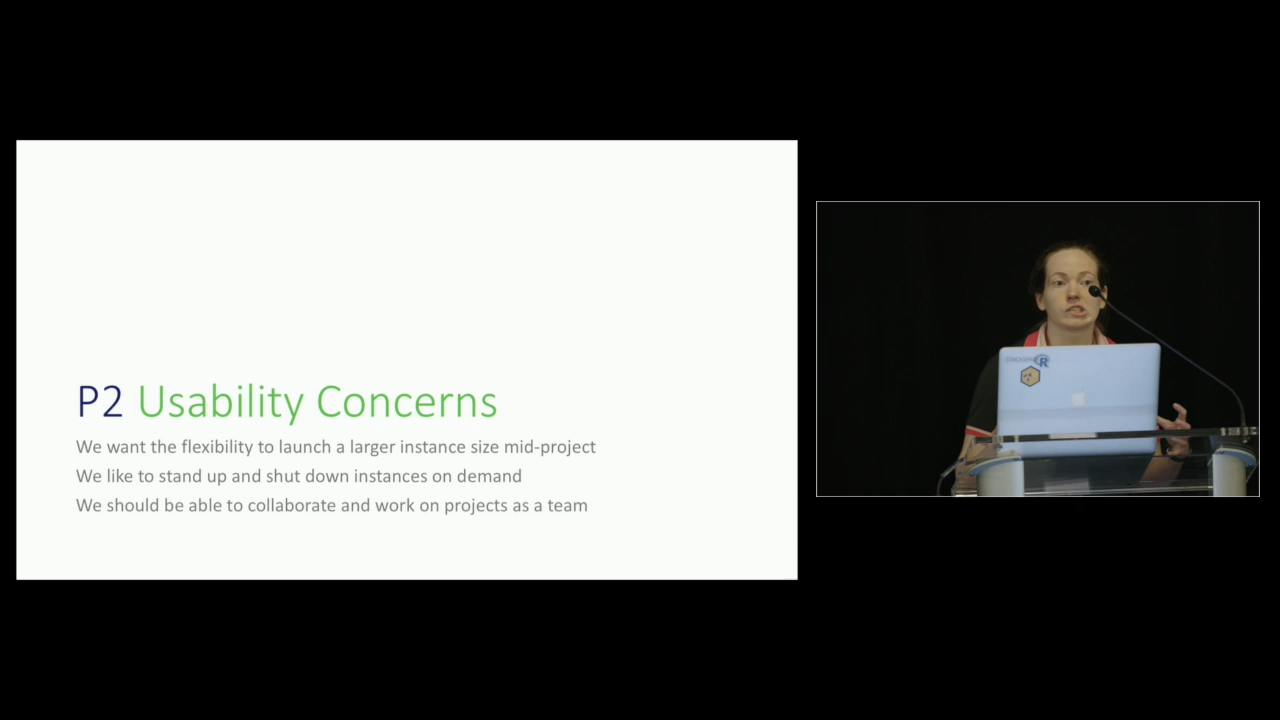 P2 Usability Concerns
We want the flexibility to launch a larger instance size mid-project
We like to stand up and shut down instances on demand
We should be able to collaborate and work on projects as a team
R